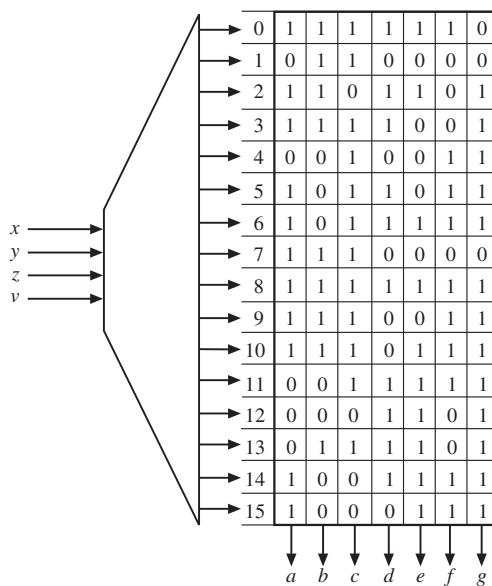 0 1 1 1 1 1 1 0
1 0 1 1 0 0 0 0
2 1 1 0 1 1 0 1
3 1 1 1 1 0 0 1
4 0 0 1 0 0 1 1
5 1 0 1 1 0 1 1
6 1 0 1 1 1 1 1
7 1 1 1 0 0 0 0
8 1 1 1 1 1 1 1
9 1 1 1 0 0 1 1
10 1 1 1 0 1 1 1
11 0 0 1 1 1 1 1
12 0 0 0 1 1 0 1
13 0 1 1 1 1 0 1
14 1 0 0 1 1 1 1
15 1 0 0 0 1 1 1
x
y
z
v
a b c d e f g